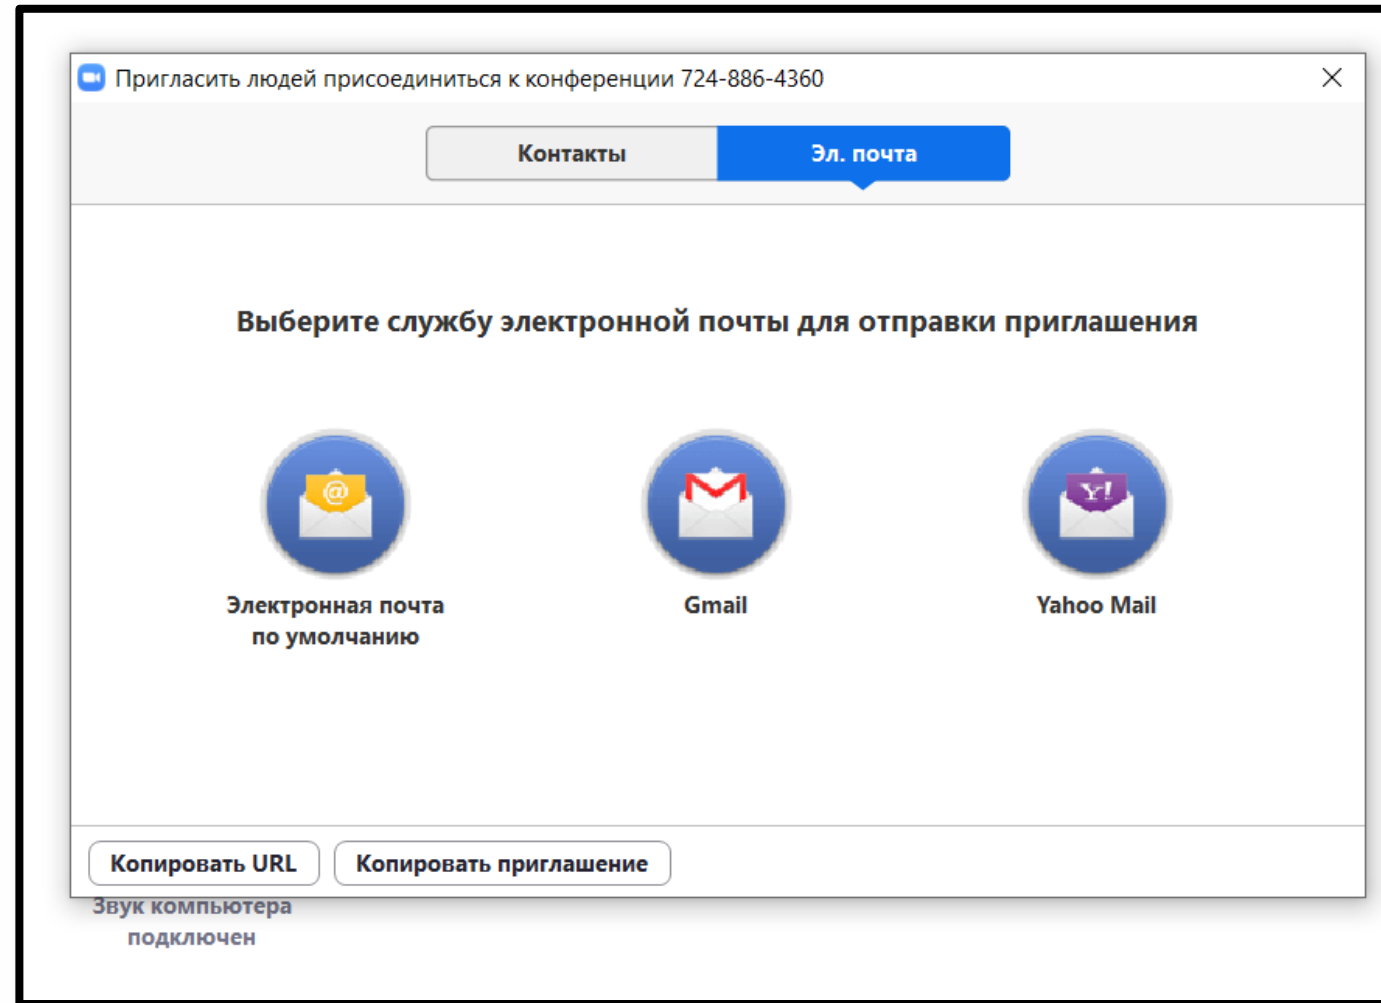 Пригласить людей присоединиться к конференции 724-886-4360
Контакты
Эл. почта
Выберите службу электронной почты для отправки приглашения
@
Y!
Электронная почта
по умолчанию
Gmail
Yahoo Mail
Копировать URL
Копировать приглашение
Звук компьютера
подключен